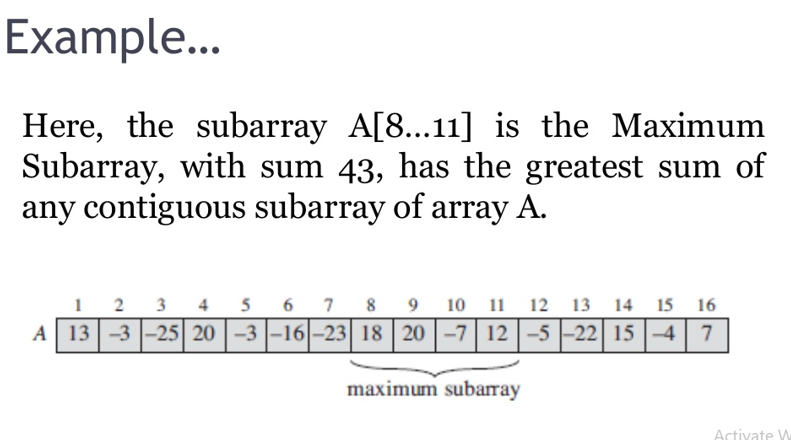 Example...
Here, the subarray A[8...11] is the Maximum
Subarray, with sum 43, has the greatest sum of
any contiguous subarray of array A.
1 2 3 4 5 6 7 8 9 10 11 12 13 14 15 16
A 13 –3 –25 20 –3 –16 –23 18 20 –7 12 –5 –22 15 –4 7
maximum subarray
Activate W